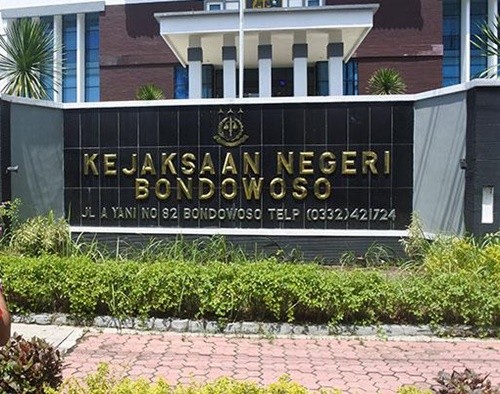 KEJAKSAAN NEGERI
BONDOWOSO
JL A YANI NO 82 BONDOWOSO TELP (0332)421724